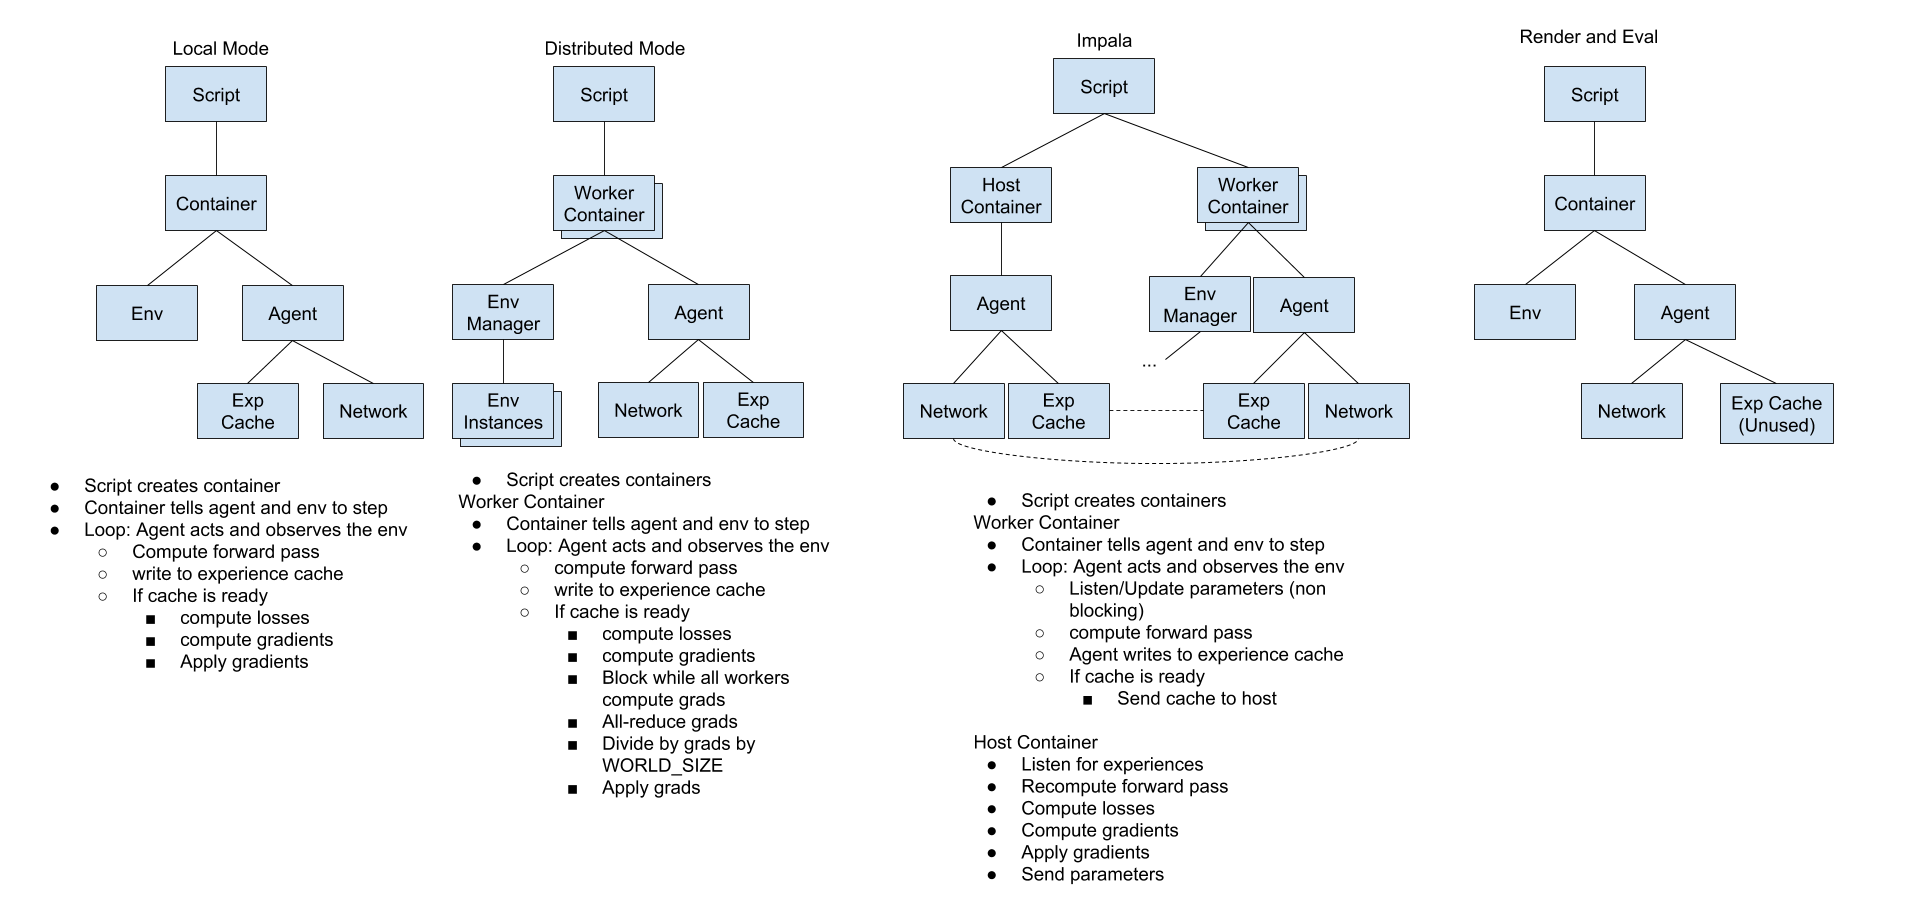 Local Mode
Script
Container
Env
Agent
Exp
Cache
Network
● Script creates container
● Container tells agent and env to step
● Loop: Agent acts and observes the env
○ Compute forward pass
○ write to experience cache
○ If cache is ready
■ compute losses
■ compute gradients
■ Apply gradients
Distributed Mode
Script
Worker
Container
Env
Manager
Agent
Env
Instances
Network
Exp
Cache
● Script creates containers
Worker Container
● Container tells agent and env to step
● Loop: Agent acts and observes the env
○ compute forward pass
○ write to experience cache
○ If cache is ready
■ compute losses
■ compute gradients
■ Block while all workers
compute grads
■ All-reduce grads
■ Divide by grads by
WORLD_SIZE
■ Apply grads
Impala
Script
Host
Container
Worker
Container
Agent
Env
Manager
Agent
...
Network
Exp
Cache
Exp
Cache
Network
● Script creates containers
Worker Container
● Container tells agent and env to step
● Loop: Agent acts and observes the env
○ Listen/Update parameters (non
blocking)
○ compute forward pass
○ Agent writes to experience cache
○ If cache is ready
■ Send cache to host
Host Container
● Listen for experiences
● Recompute forward pass
● Compute losses
● Compute gradients
● Apply gradients
● Send parameters
Render and Eval
Script
Container
Env
Agent
Network
Exp Cache
(Unused)